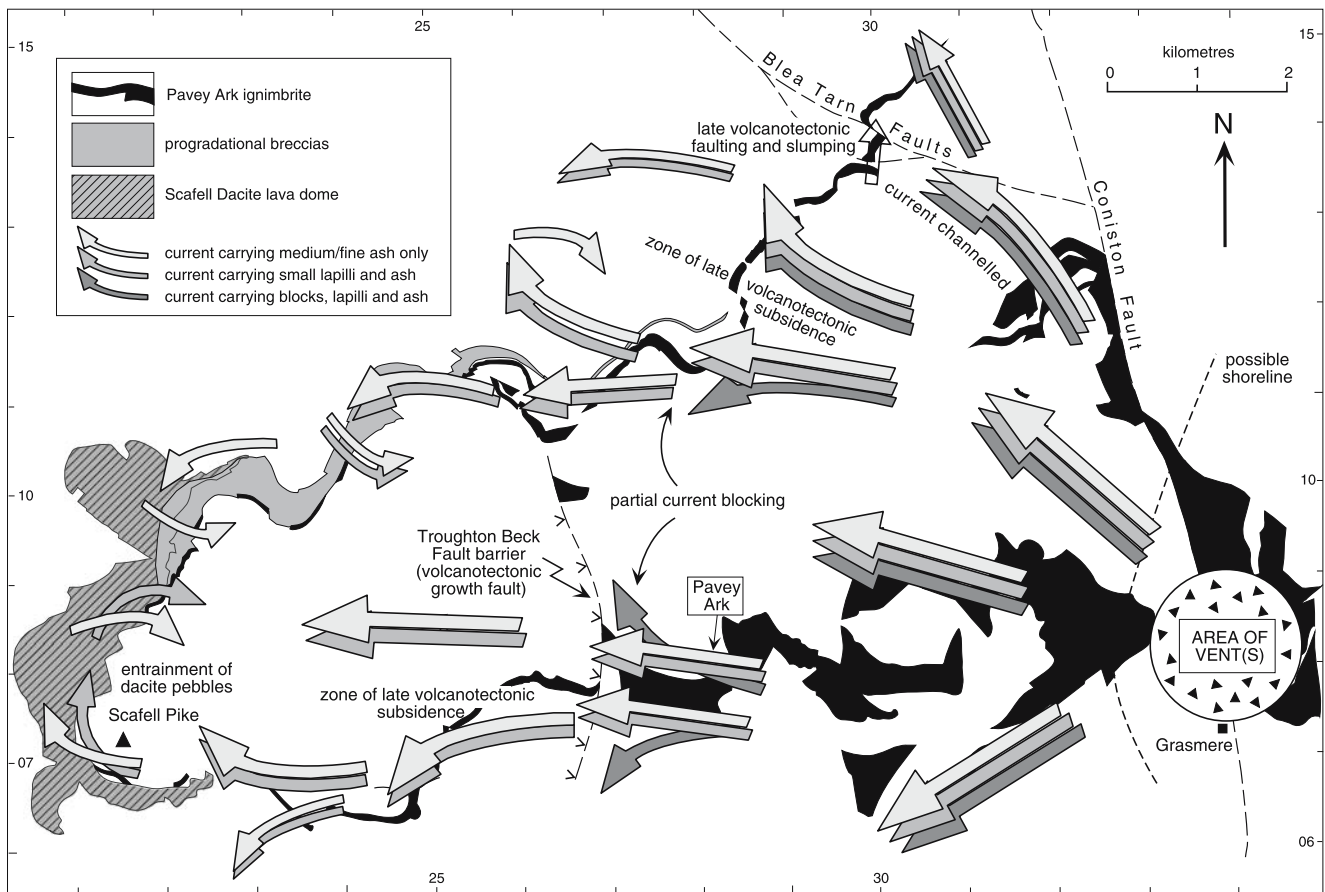 25
30
15
15
kilometres
0 1 2
N
Pavey Ark ignimbrite
progradational breccias
Scafell Dacite lava dome
current carrying medium/fine ash only
current carrying small lapilli and ash
current carrying blocks, lapilli and ash
Blea Tarn
Faults
late volcanotectonic
faulting and slumping
current channelled
Coniston Fault
zone of late
volcanotectonic
subsidence
possible
shoreline
10
10
partial current blocking
Troughton Beck
Fault barrier
(volcanotectonic
growth fault)
Pavey
Ark
AREA OF
VENT(S)
entrainment of
dacite pebbles
Scafell Pike
zone of late volcanotectonic
subsidence
Grasmere
07
06
25
30